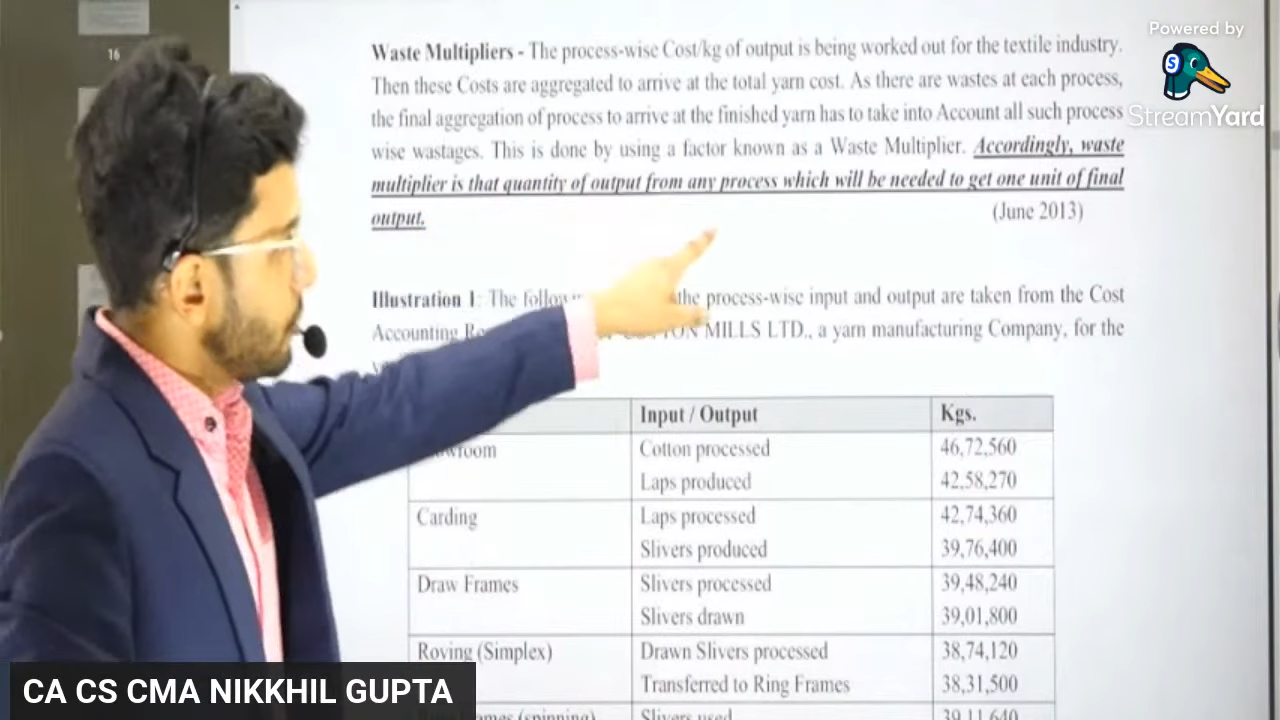 Powered by
StreamYard
16
Waste Multipliers - The process-wise Cost/kg of output is being worked out for the textile industry.
Then these Costs are aggregated to arrive at the total yarn cost. As there are wastes at each process,
the final aggregation of process to arrive at the finished yarn has to take into Account all such process
wise wastages. This is done by using a factor known as a Waste Multiplier. Accordingly, waste
multiplier is that quantity of output from any process which will be needed to get one unit of final
output. (June 2013)
Illustration 1: The the process-wise input and output are taken from the Cost
Accounting MILLS LTD., a yarn manufacturing Company, for the
Input / Output Kgs.
Cotton processed 46,72,560
Laps produced 42,58,270
Carding Laps processed 42,74,360
Slivers produced 39,76,400
Draw Frames Slivers processed 39,48,240
Slivers drawn 39,01,800
Roving (Simplex) Drawn Slivers processed 38,74,120
Transferred to Ring Frames 38,31,500
(spinning) Slivers used 39,11,640
CA CS CMA NIKKHIL GUPTA